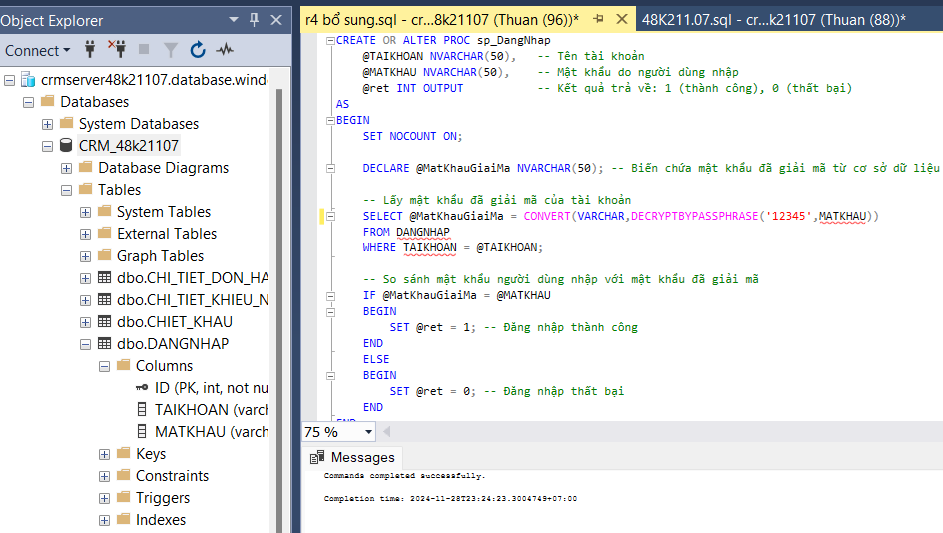 Object Explorer
Connect
crmserver48k21107.database.wind
Databases
System Databases
CRM_48k21107
Database Diagrams
Tables
System Tables
External Tables
Graph Tables
dbo.CHI_TIET_DON_HA
dbo.CHI_TIET_KHIEU_N
dbo.CHIET_KHAU
dbo.DANGNHAP
Columns
ID (PK, int, not nu
TAIKHOAN (varch
MATKHAU (varch
Keys
Constraints
Triggers
Indexes
r4 bổ sung.sql - cr...8k21107 (Thuan (96))*
48K211.07.sql - cr...k21107 (Thuan (88))*
CREATE OR ALTER PROC sp_DangNhap
@TAIKHOAN NVARCHAR(50), -- Tên tài khoản
@MATKHAU NVARCHAR(50), -- Mật khẩu do người dùng nhập
@ret INT OUTPUT -- Kết quả trả về: 1 (thành công), 0 (thất bại)
AS
BEGIN
SET NOCOUNT ON;
DECLARE @MatKhauGiaiMa NVARCHAR(50); -- Biến chứa mật khẩu đã giải mã từ cơ sở dữ liệu
-- Lấy mật khẩu đã giải mã của tài khoản
SELECT @MatKhauGiaiMa = CONVERT(VARCHAR,DECRYPTBYPASSPHRASE('12345',MATKHAU))
FROM DANGNHAP
WHERE TAIKHOAN = @TAIKHOAN;
-- So sánh mật khẩu người dùng nhập với mật khẩu đã giải mã
IF @MatKhauGiaiMa = @MATKHAU
BEGIN
SET @ret = 1; -- Đăng nhập thành công
END
ELSE
BEGIN
SET @ret = 0; -- Đăng nhập thất bại
END
END
75 %
Messages
Commands completed successfully.
Completion time: 2024-11-28T23:24:23.3004749+07:00